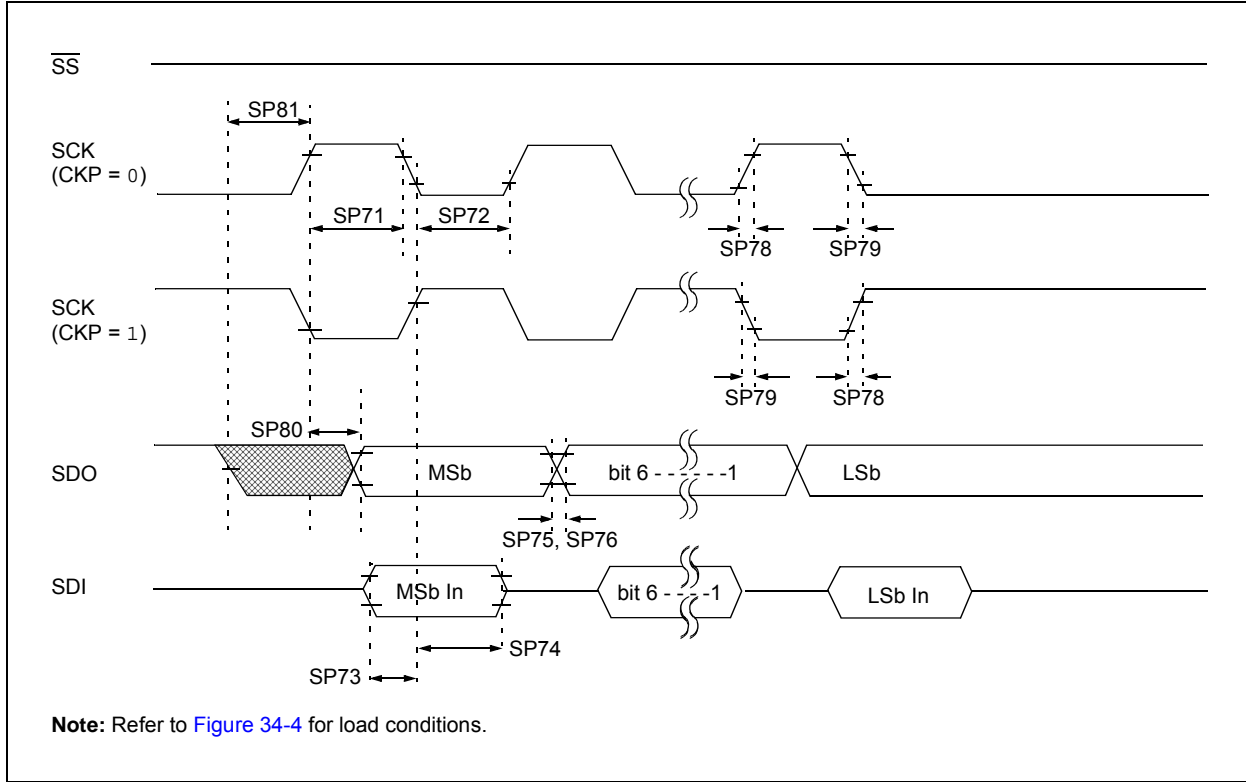 SS
SP81
SCK
(CKP = 0)
SP71
SP72
SP78
SP79
SCK
(CKP = 1)
SP79
SP78
SP80
SDO
MSb
bit 6 - - - - - -1
LSb
SP75, SP76
SDI
MSb In
bit 6 - - - -1
LSb In
SP74
SP73
Note: Refer to Figure 34-4 for load conditions.